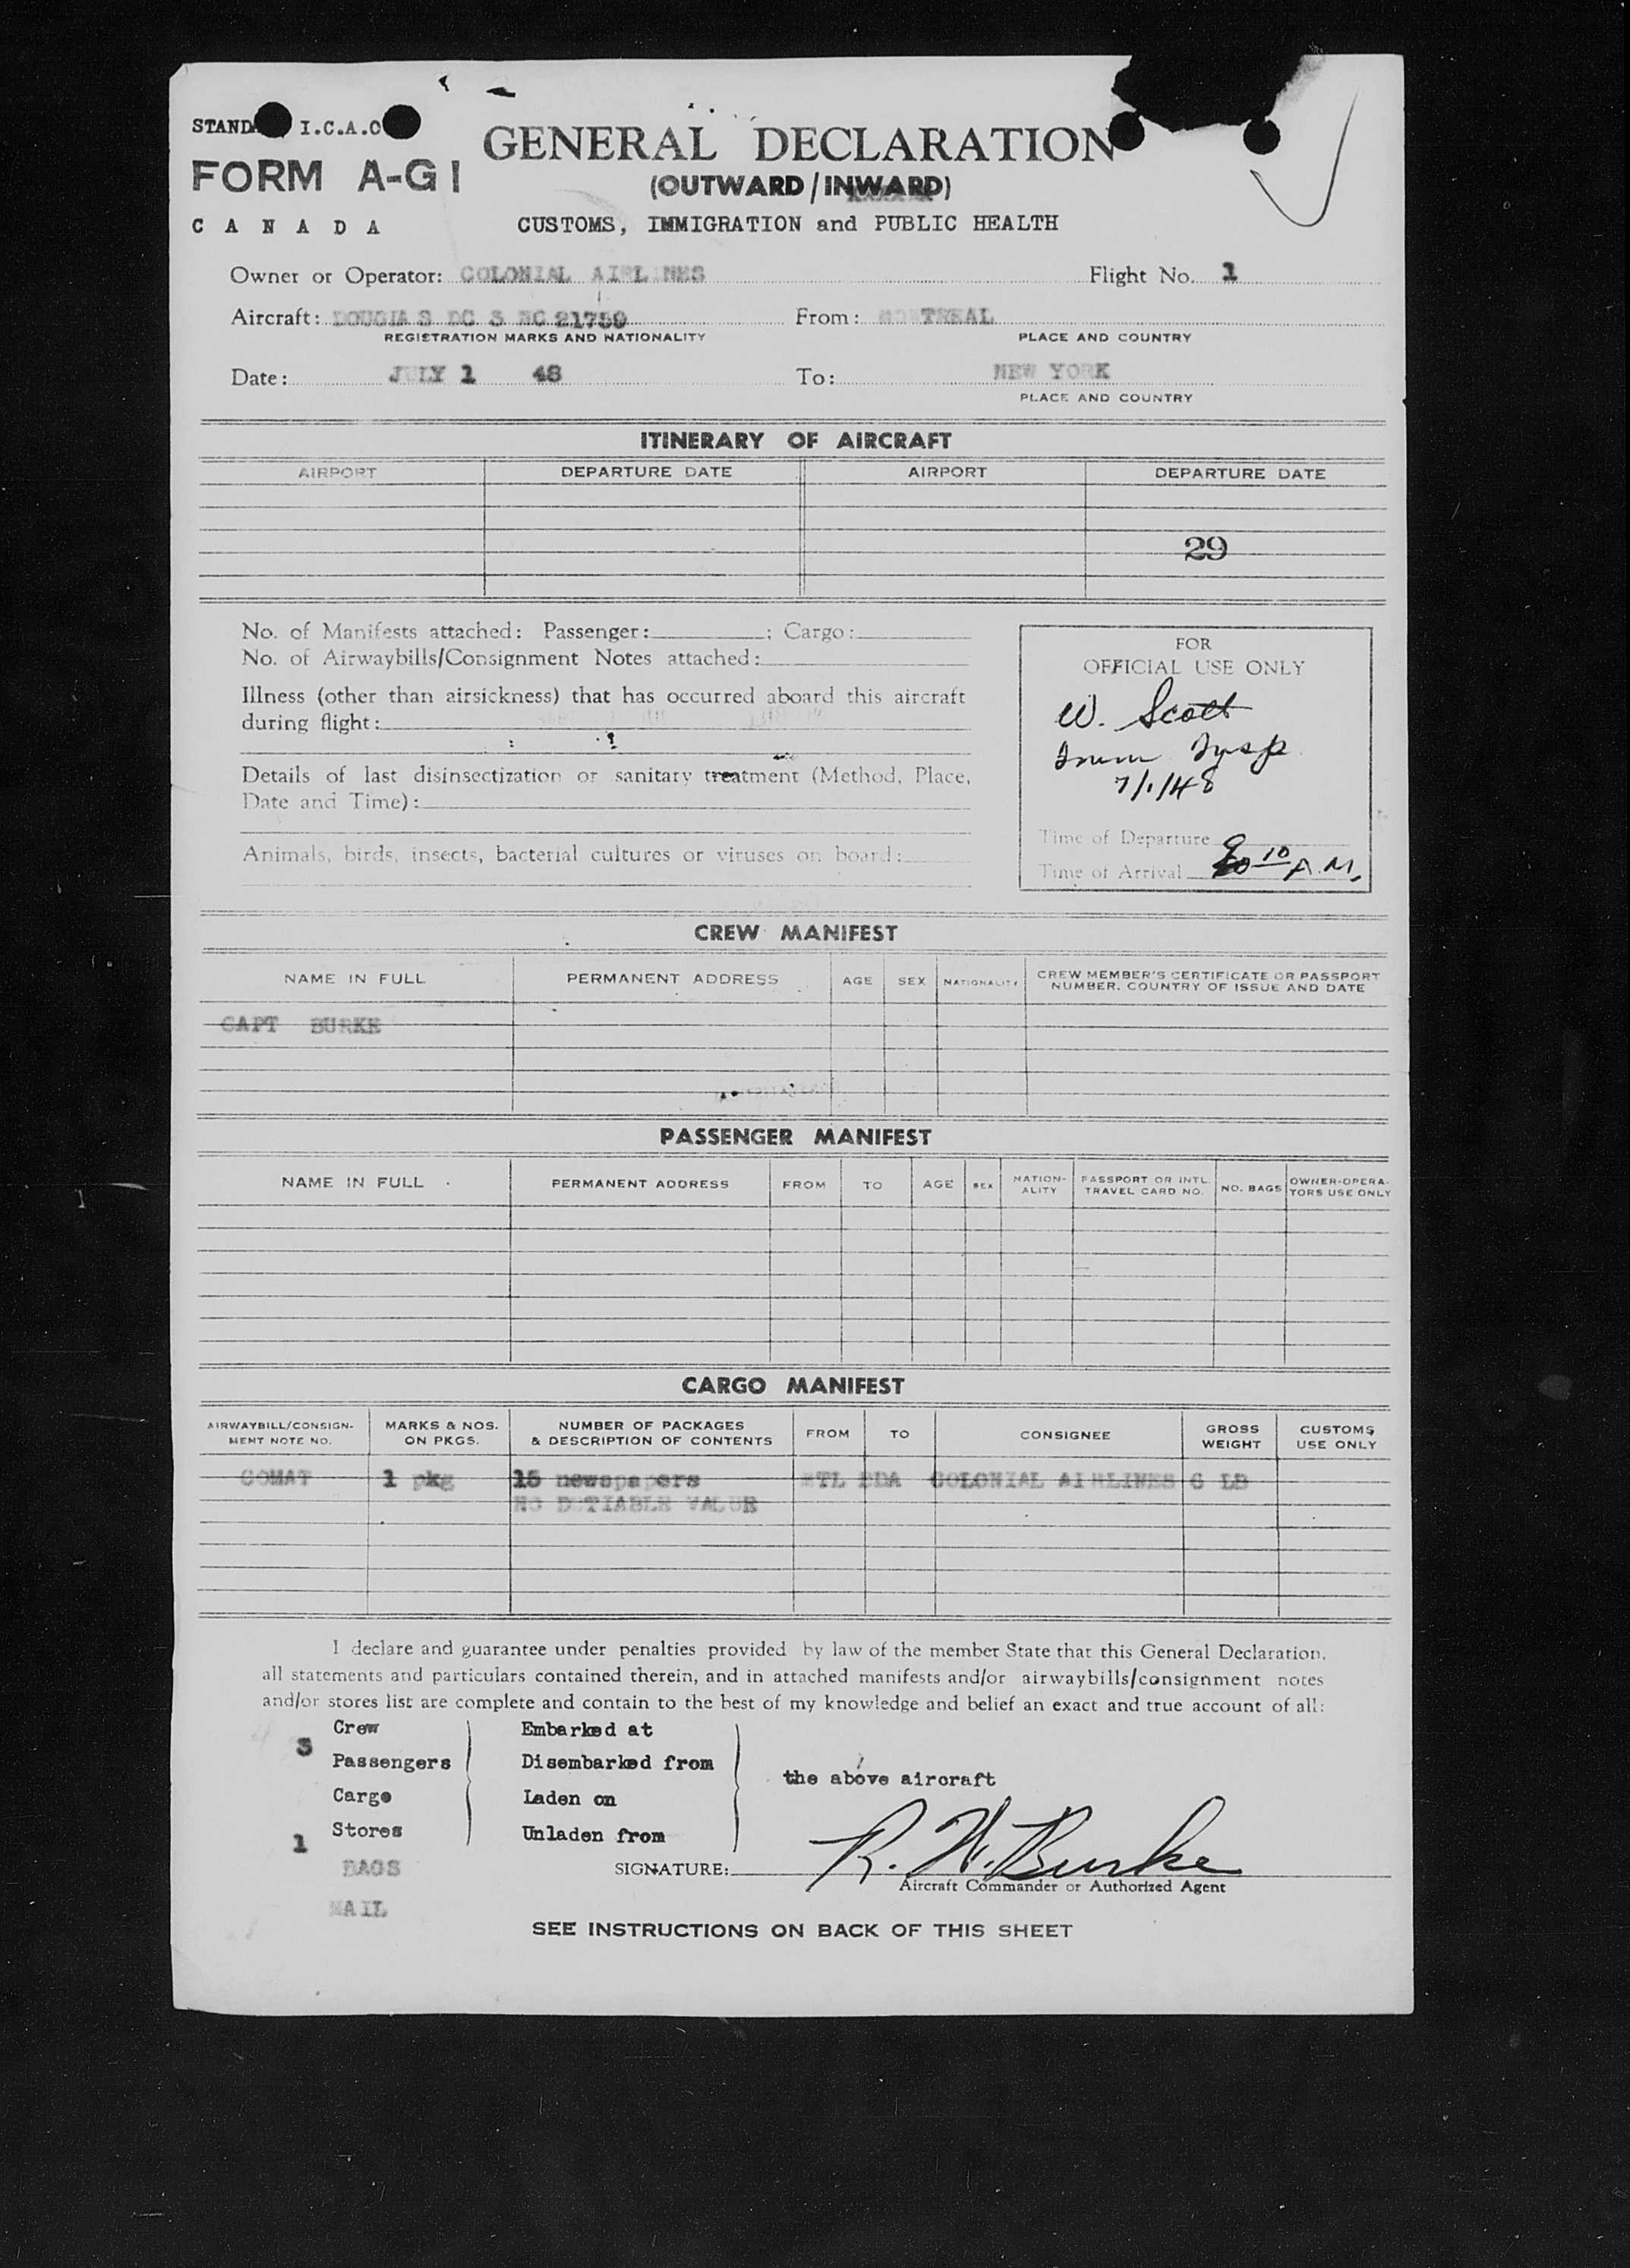 I.C.A.O
GENERAL DECLARATION
FORM A-G1
(OUTWARD/INWARD)
CANADA
CUSTOMS, IMMIGRATION and PUBLIC HEALTH
Owner or Operator: COLONIAL AIRLINES Flight No. 1
Aircraft: DOUGLAS DC 3 NC 21750 From: MONTREAL
REGISTRATION MARKS AND NATIONALITY PLACE AND COUNTRY
Date: JULY 1 48 To: NEW YORK
PLACE AND COUNTRY
ITINERARY OF AIRCRAFT
AIRPORT DEPARTURE DATE AIRPORT DEPARTURE DATE
29
No. of Manifests attached: Passenger: ; Cargo:
No. of Airwaybills/Consignment Notes attached:
Illness (other than airsickness) that has occurred aboard this aircraft
during flight:
Details of last disinsectization or sanitary treatment (Method, Place,
Date and Time):
Animals, birds, insects, bacterial cultures or viruses on board:
FOR
OFFICIAL USE ONLY
W. Scott
Imm Insp
7/1/48
Time of Departure
Time of Arrival 10 A.M.
CREW MANIFEST
NAME IN FULL PERMANENT ADDRESS AGE SEX NATIONALITY CREW MEMBER'S CERTIFICATE OR PASSPORT
NUMBER. COUNTRY OF ISSUE AND DATE
CAPT BURKE
PASSENGER MANIFEST
NAME IN FULL PERMANENT ADDRESS FROM TO AGE SEX NATION-ALITY PASSPORT OR INTL TRAVEL CARD NO. NO. BAGS OWNER-OPERA-TORS USE ONLY
CARGO MANIFEST
AIRWAYBILL/CONSIGN-MENT NOTE NO. MARKS & NOS. ON PKGS. NUMBER OF PACKAGES & DESCRIPTION OF CONTENTS FROM TO CONSIGNEE GROSS WEIGHT CUSTOMS USE ONLY
COMAT 1 pkg 15 newspapers MTL BDA COLONIAL AIRLINES 6 LB
NO DUTIABLE VALUE
I declare and guarantee under penalties provided by law of the member State that this General Declaration,
all statements and particulars contained therein, and in attached manifests and/or airwaybills/consignment notes
and/or stores list are complete and contain to the best of my knowledge and belief an exact and true account of all:
Crew Embarked at
3
Passengers Disembarked from
the above aircraft
Cargo Laden on
Stores Unladen from
1
BAGS
SIGNATURE: R. W. Burke
Aircraft Commander or Authorized Agent
MAIL
SEE INSTRUCTIONS ON BACK OF THIS SHEET